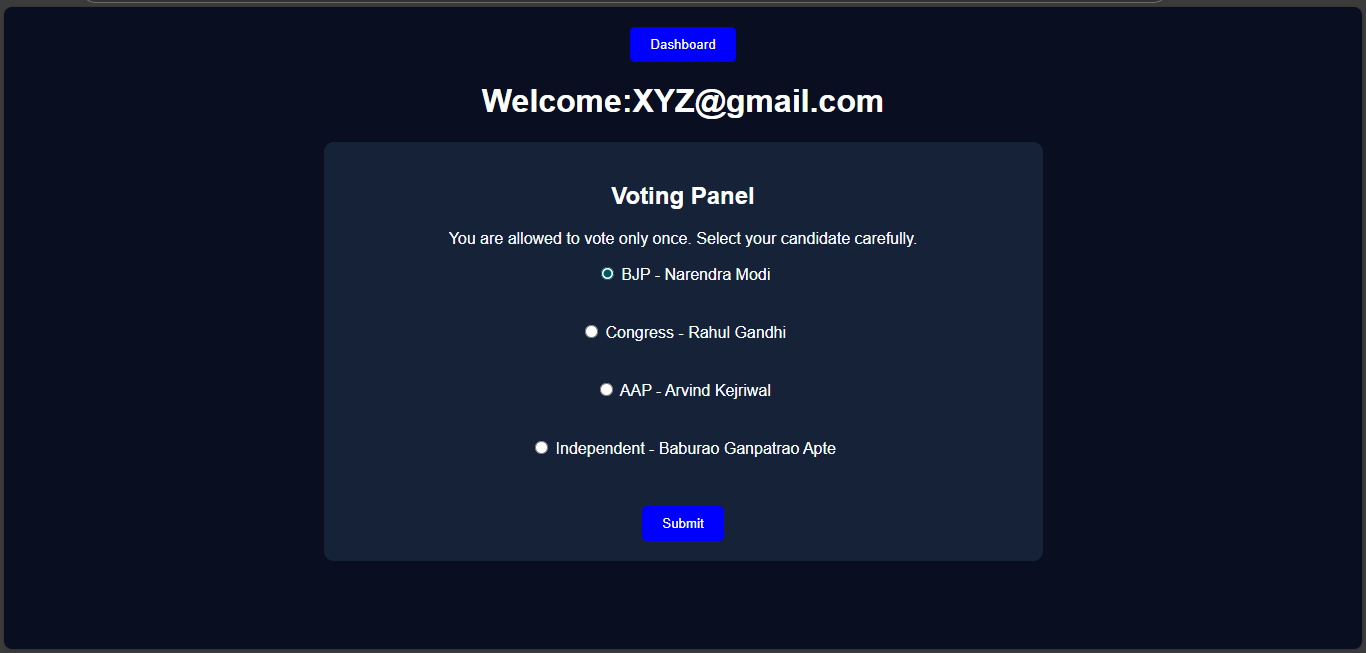 Dashboard
Welcome:XYZ@gmail.com
Voting Panel
You are allowed to vote only once. Select your candidate carefully.
BJP - Narendra Modi
Congress - Rahul Gandhi
AAP - Arvind Kejriwal
Independent - Baburao Ganpatrao Apte
Submit